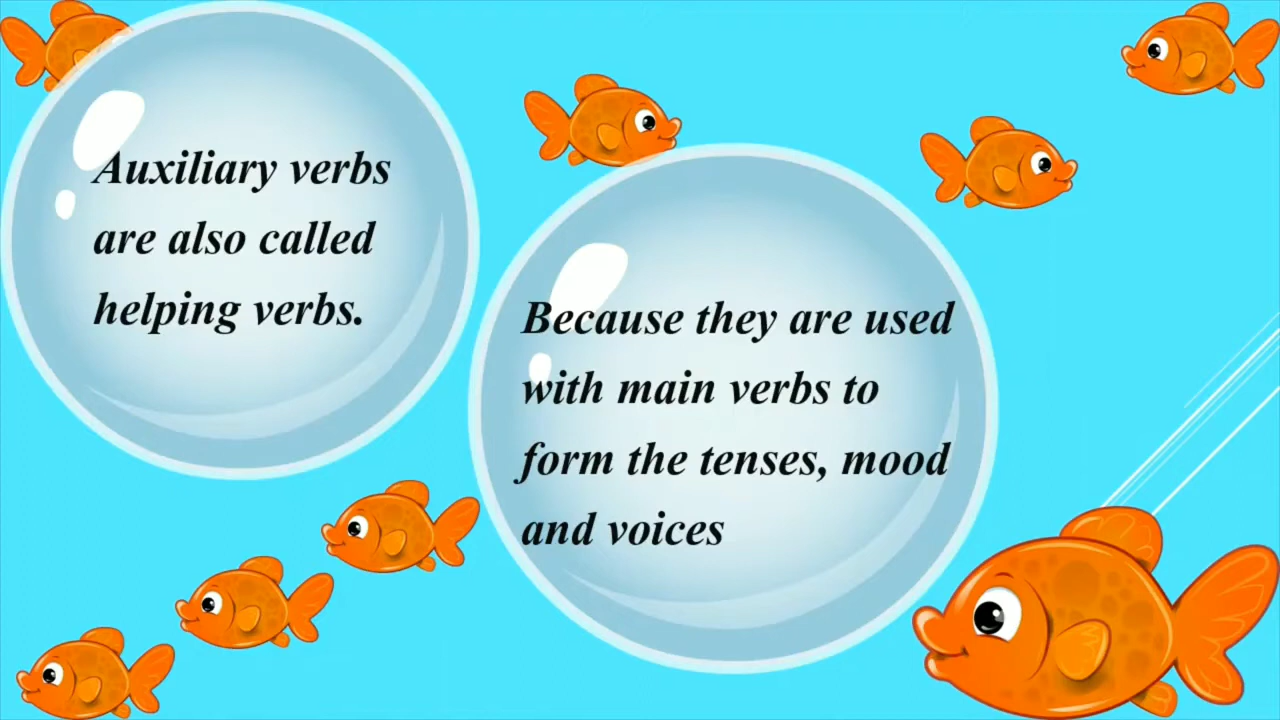 Auxiliary verbs
are also called
helping verbs.
Because they are used
with main verbs to
form the tenses, mood
and voices